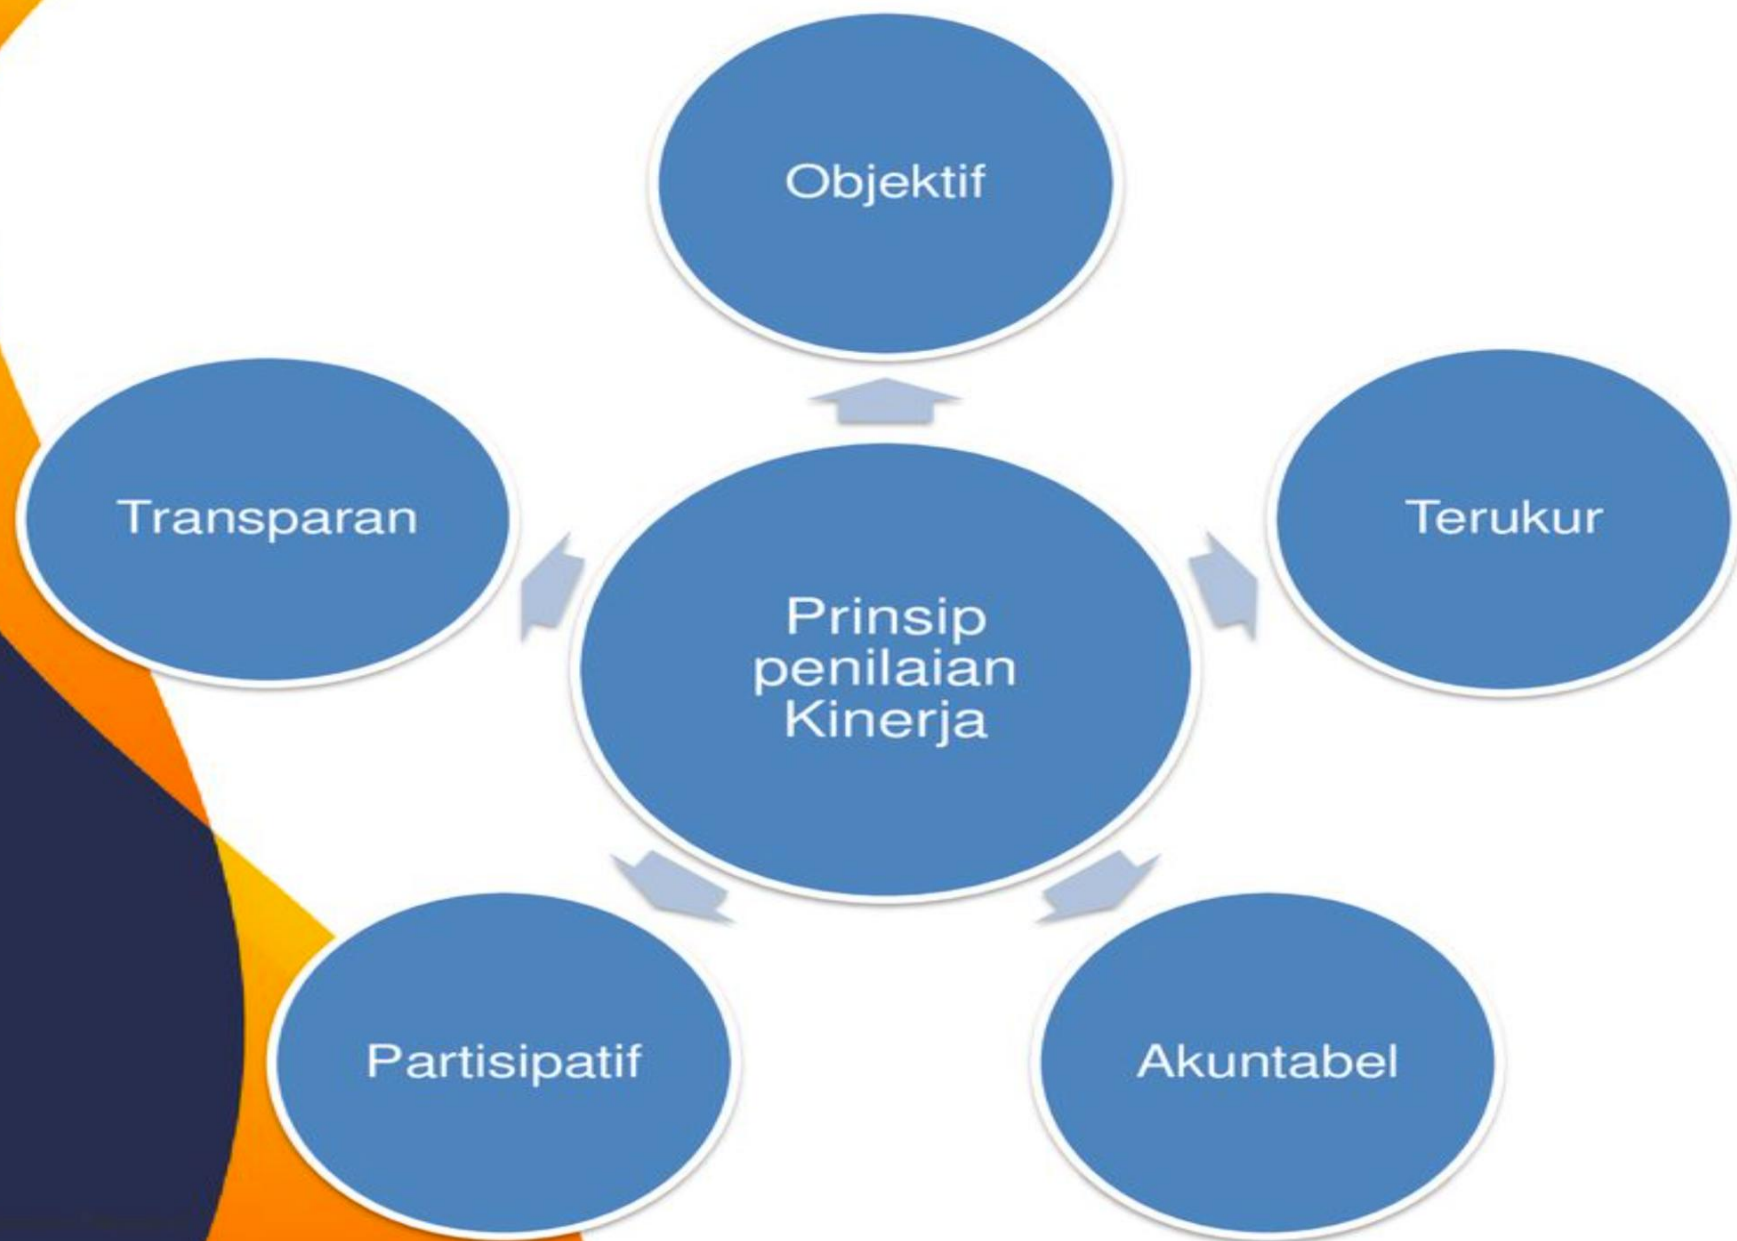 Objektif
Transparan
Terukur
Prinsip
penilaian
Kinerja
Partisipatif
Akuntabel